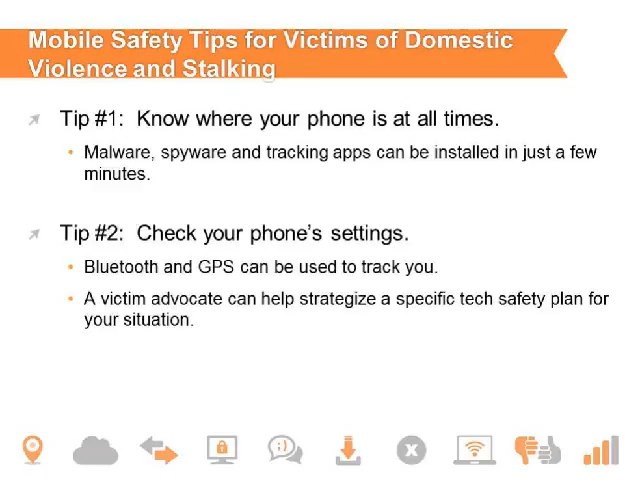 Mobile Safety Tips for Victims of Domestic
Violence and Stalking
Tip #1: Know where your phone is at all times.
• Malware, spyware and tracking apps can be installed in just a few
minutes.
Tip #2: Check your phone's settings.
• Bluetooth and GPS can be used to track you.
• A victim advocate can help strategize a specific tech safety plan for
your situation.